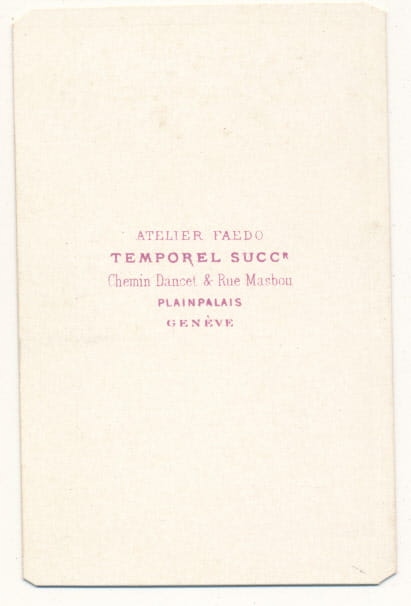 ATELIER FAEDO
TEMPOREL SUCCR
Chemin Dancet & Rue Masbou
PLAINPALAIS
GENÈVE